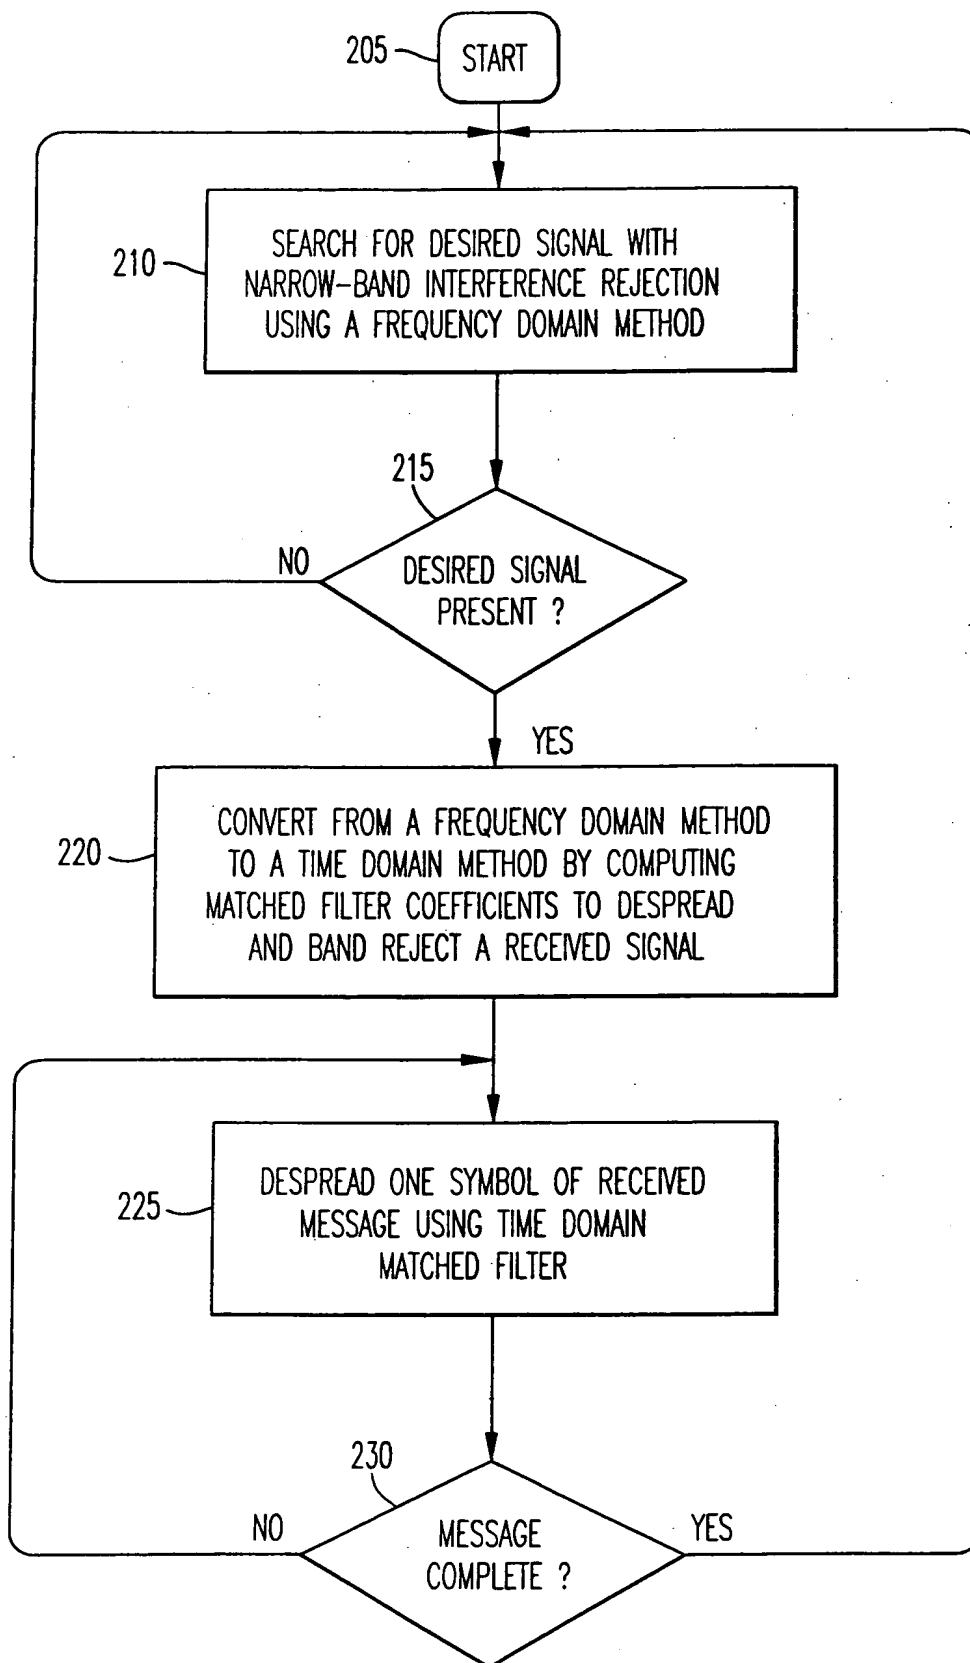 205
START
210
SEARCH FOR DESIRED SIGNAL WITH
NARROW-BAND INTERFERENCE REJECTION
USING A FREQUENCY DOMAIN METHOD
215
NO
DESIRED SIGNAL
PRESENT ?
YES
220
CONVERT FROM A FREQUENCY DOMAIN METHOD
TO A TIME DOMAIN METHOD BY COMPUTING
MATCHED FILTER COEFFICIENTS TO DESPREAD
AND BAND REJECT A RECEIVED SIGNAL
225
DESPREAD ONE SYMBOL OF RECEIVED
MESSAGE USING TIME DOMAIN
MATCHED FILTER
230
NO
MESSAGE
COMPLETE ?
YES